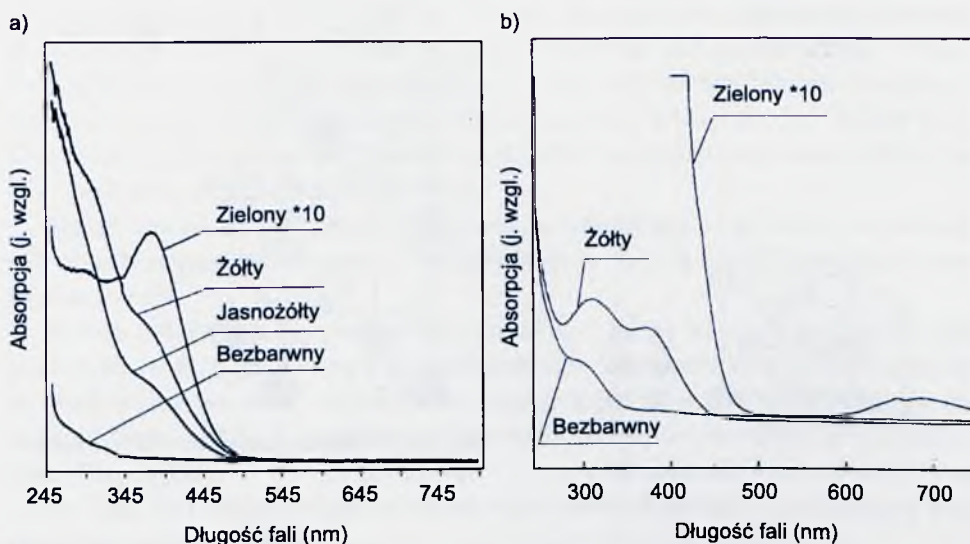 a)
Absorpcja (j. wzgl.)
Zielony *10
Żółty
Jasnożółty
Bezbarwny
245 345 445 545 645 745
Długość fali (nm)
b)
Absorpcja (j. wzgl.)
Zielony *10
Żółty
Bezbarwny
300 400 500 600 700
Długość fali (nm)